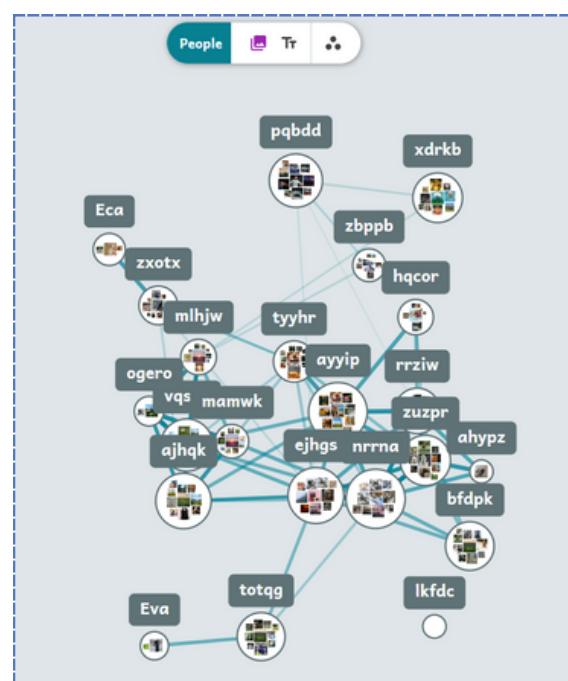 People Tт
pqbdd
xdrkb
Eca
zbppb
zxotx
hqcor
mlhjw
tyyhr
ayyip
rrziw
ogero
vqs
mamwk
zuzpr
ajhqk
ejhgs
nrrna
ahypz
bfdpk
totqg
lkfdc
Eva